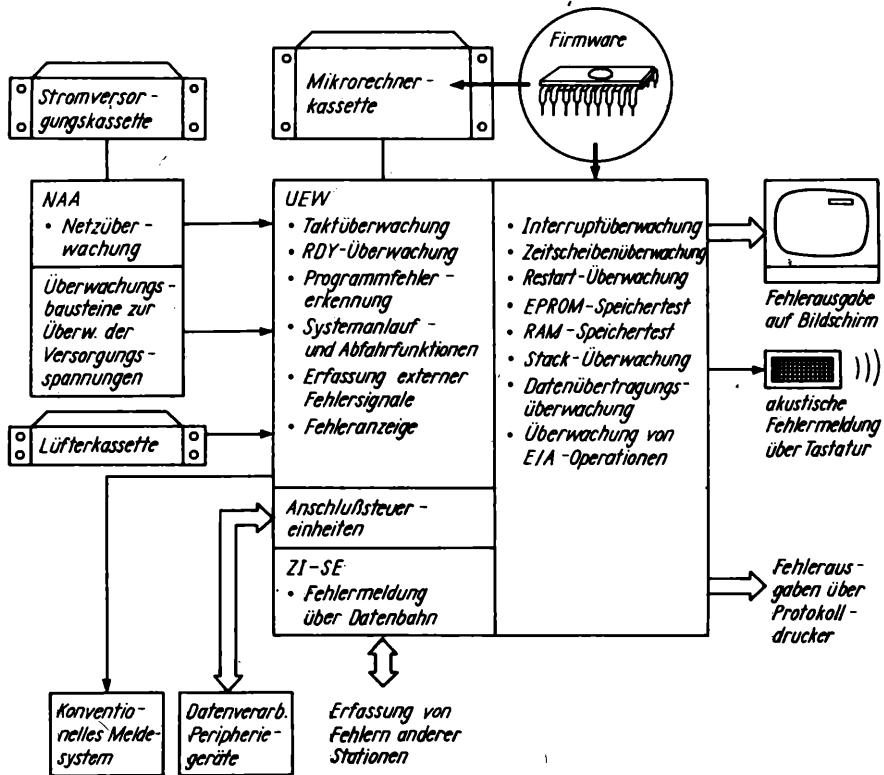 Firmware
Mikrorechner-
kassette
Stromversor-
gungskassette
NAA
• Netzüber-
wachung
Überwachungs-
bausteine zur
Überw. der
Versorgungs-
spannungen
Lüfterkassette
UEW
• Taktüberwachung
• RDY-Überwachung
• Programmfehler-
erkennung
• Systemanlauf-
und Abfahrfunktionen
• Erfassung externer
Fehlersignale
• Fehleranzeige
Anschlußsteuer-
einheiten
ZI-SE
• Fehlermeldung
über Datenbahn
• Interruptüberwachung
• Zeitscheibenüberwachung
• Restart-Überwachung
• EPROM-Speichertest
• RAM-Speichertest
• Stack-Überwachung
• Datenübertragungs-
überwachung
• Überwachung von
E/A-Operationen
Fehlerausgabe
auf Bildschirm
akustische
Fehlermeldung
über Tastatur
Fehleraus-
gaben über
Protokoll-
drucker
Konventio-
nelles Melde-
system
Datenverarb.
Peripherie-
geräte
Erfassung von
Fehlern anderer
Stationen